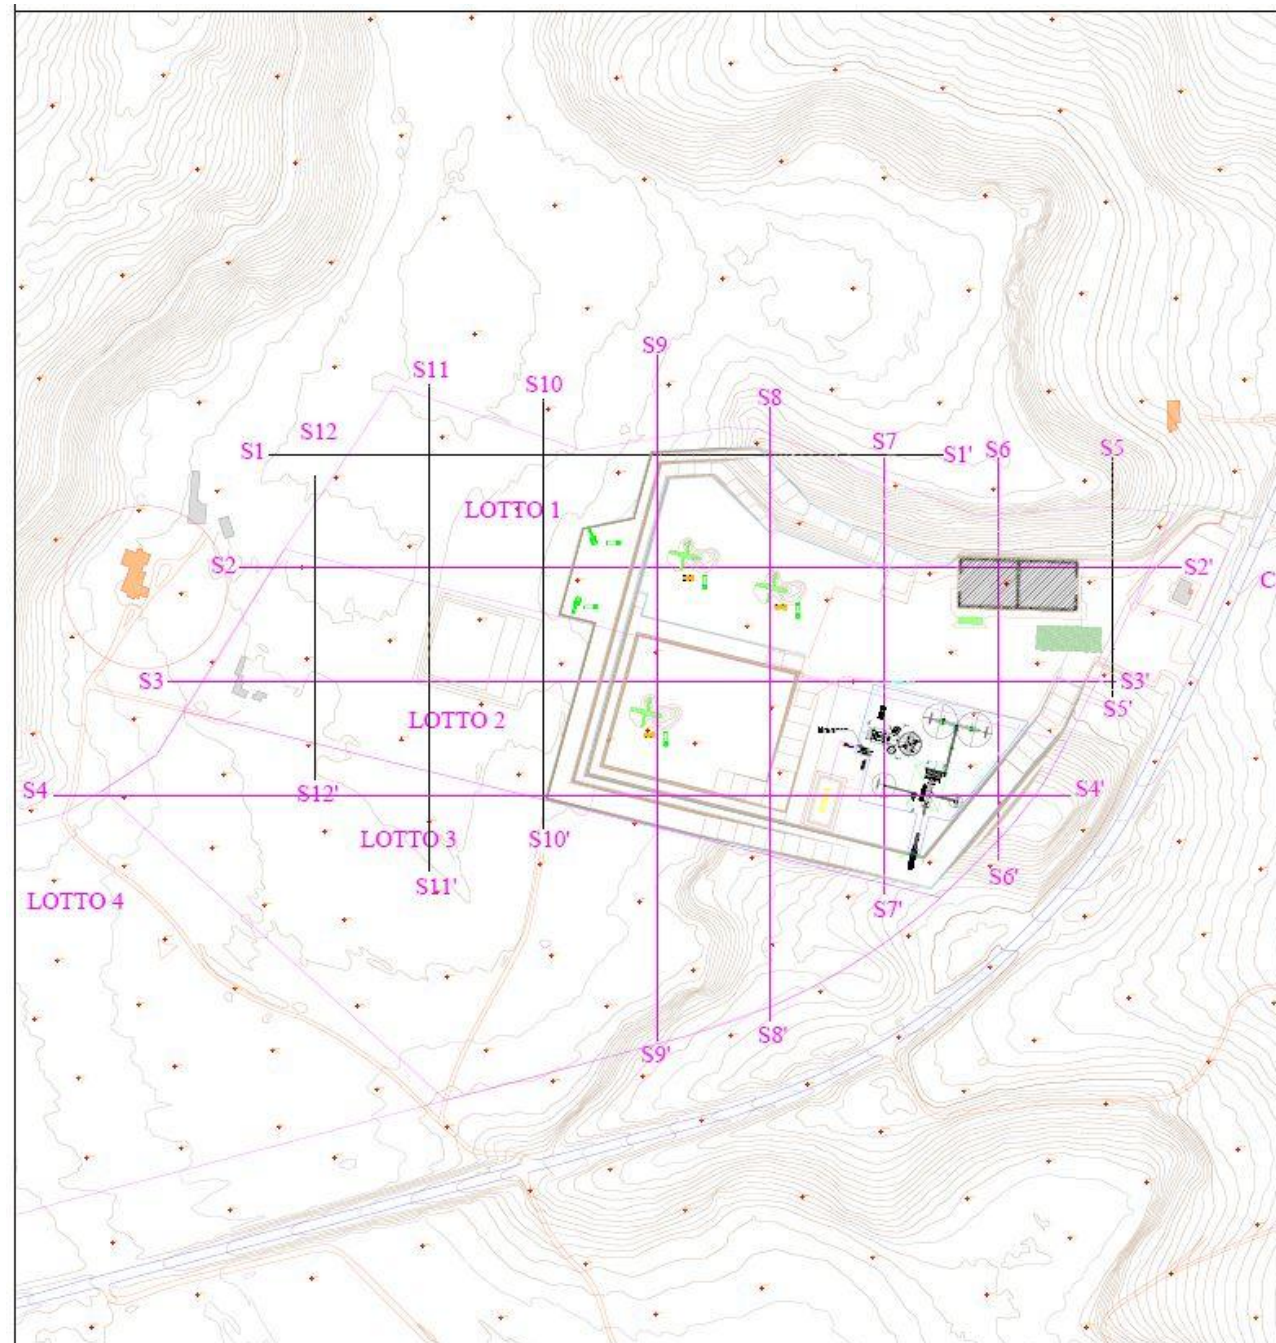 S9
S11
S10
S8
S12
S7
S6
S5
S1
S1'
LOTTO 1
S2
S2'
C
S3
S3'
S5'
LOTTO 2
S4
S12'
S4'
LOTTO 3
S10'
S11'
S6'
LOTTO 4
S7'
S8'
S9'